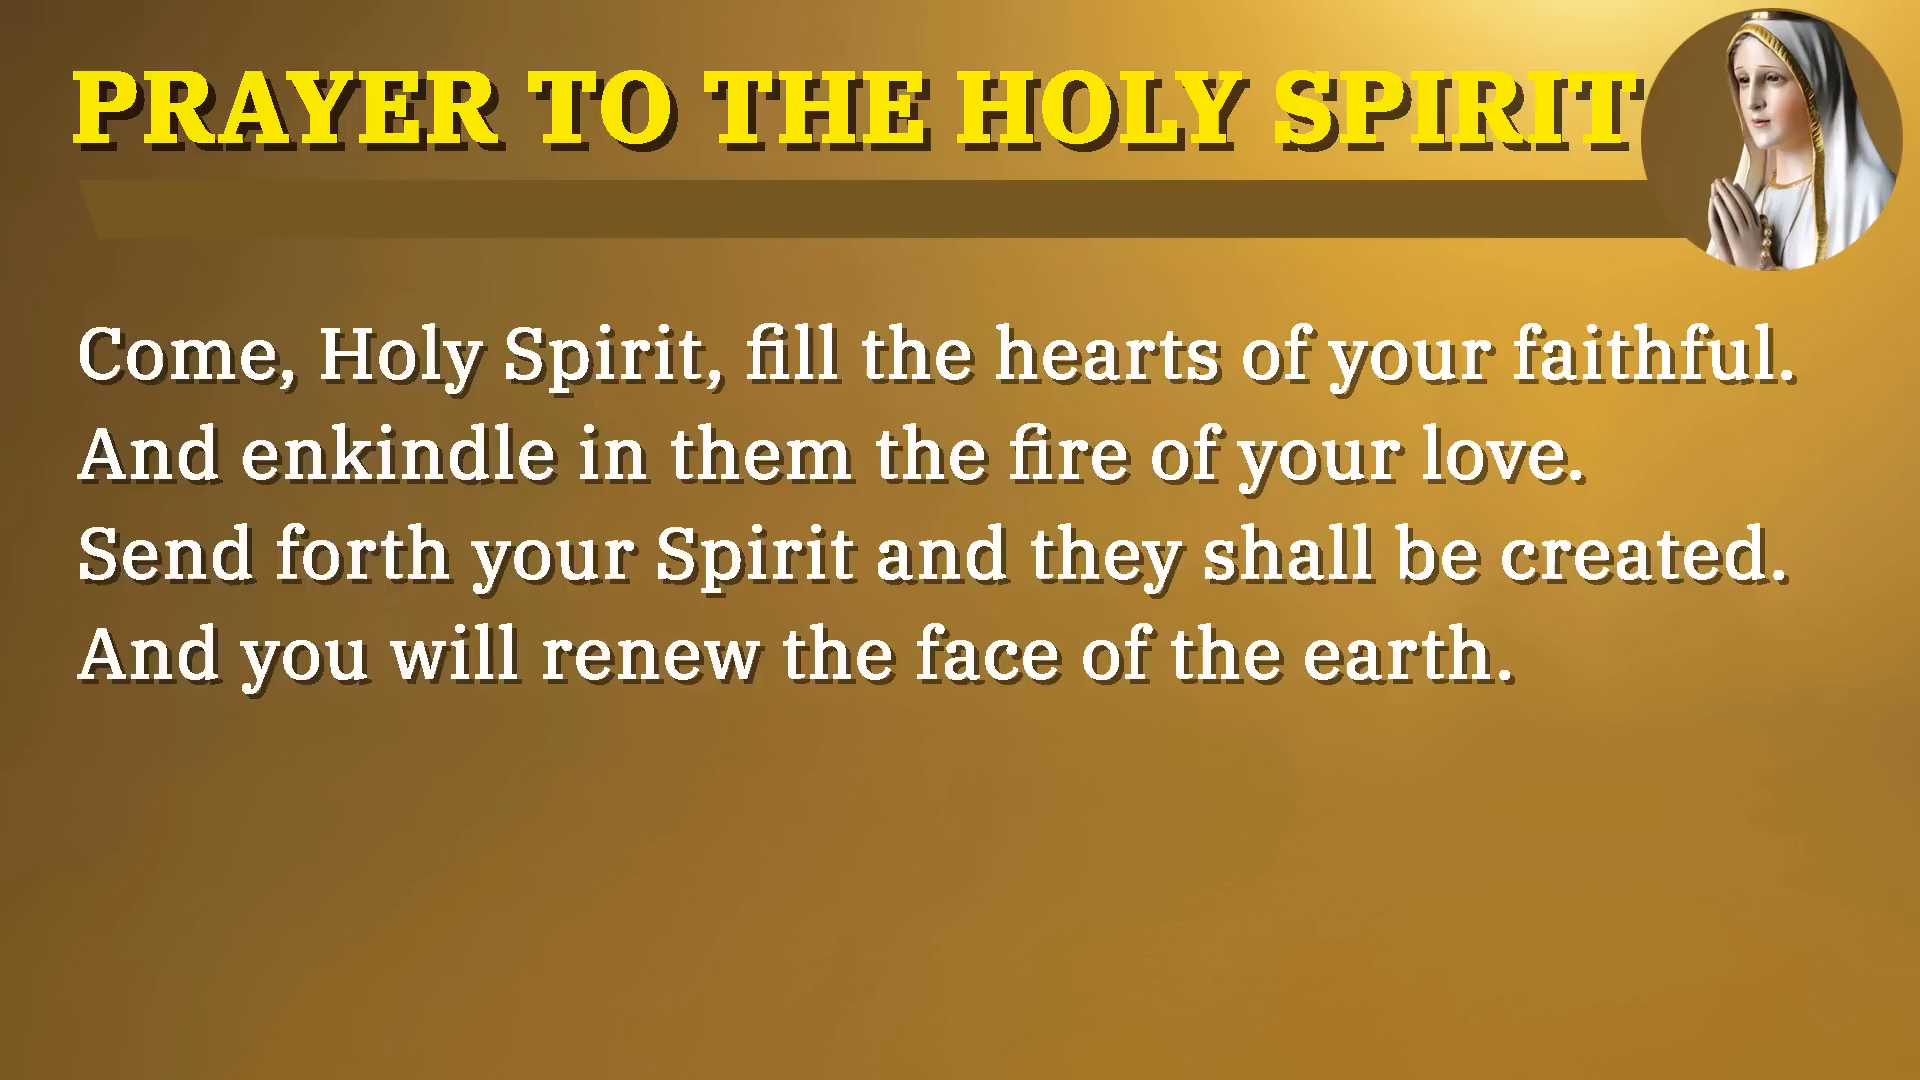 PRAYER TO THE HOLY SPIRIT
Come, Holy Spirit, fill the hearts of your faithful.
And enkindle in them the fire of your love.
Send forth your Spirit and they shall be created.
And you will renew the face of the earth.